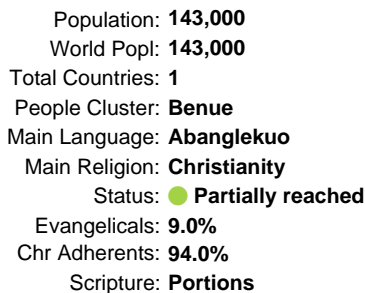 Population: 143,000
World Popl: 143,000
Total Countries: 1
People Cluster: Benue
Main Language: Abanglekuo
Main Religion: Christianity
Status: Partially reached
Evangelicals: 9.0%
Chr Adherents: 94.0%
Scripture: Portions